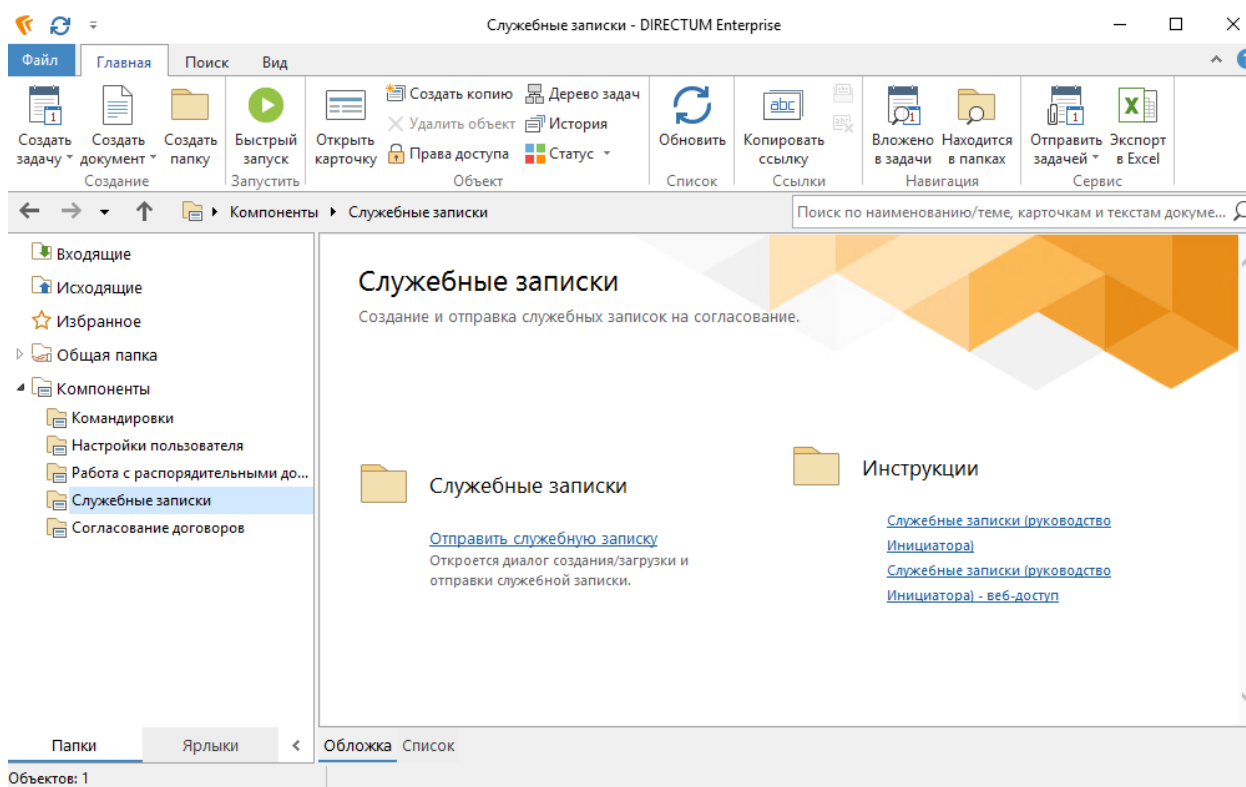 Служебные записки - DIRECTUM Enterprise
Файл Главная Поиск Вид
Создать задачу
Создать документ
Создать папку
Создание
Быстрый запуск
Запустить
Открыть карточку
Создать копию
Удалить объект
Права доступа
Дерево задач
История
Статус
Объект
Обновить
Список
abc
Копировать ссылку
Ссылки
Вложено в задачи
Находится в папках
Навигация
Отправить задачей
Экспорт в Excel
Сервис
Компоненты Служебные записки
Поиск по наименованию/теме, карточкам и текстам докуме...
Входящие
Исходящие
Избранное
Общая папка
Компоненты
Командировки
Настройки пользователя
Работа с распорядительными до...
Служебные записки
Согласование договоров
Служебные записки
Создание и отправка служебных записок на согласование.
Служебные записки
Отправить служебную записку
Откроется диалог создания/загрузки и
отправки служебной записки.
Инструкции
Служебные записки (руководство
Инициатора)
Служебные записки (руководство
Инициатора) - веб-доступ
Папки Ярлыки
Обложка Список
Объектов: 1